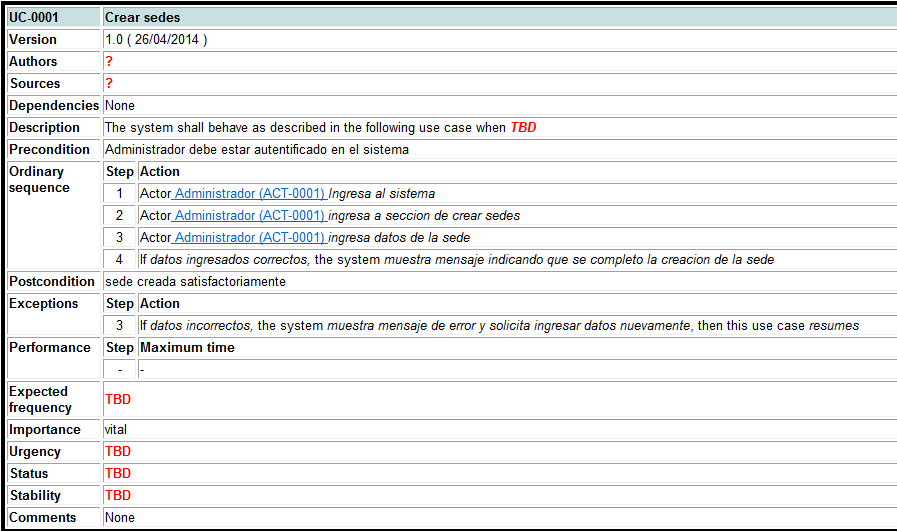 UC-0001 Crear sedes
Version 1.0 ( 26/04/2014 )
Authors ?
Sources ?
Dependencies None
Description The system shall behave as described in the following use case when TBD
Precondition Administrador debe estar autentificado en el sistema
Ordinary sequence Step Action
1 Actor Administrador (ACT-0001) Ingresa al sistema
2 Actor Administrador (ACT-0001) ingresa a seccion de crear sedes
3 Actor Administrador (ACT-0001) ingresa datos de la sede
4 If datos ingresados correctos, the system muestra mensaje indicando que se completo la creacion de la sede
Postcondition sede creada satisfactoriamente
Exceptions Step Action
3 If datos incorrectos, the system muestra mensaje de error y solicita ingresar datos nuevamente, then this use case resumes
Performance Step Maximum time
- -
Expected frequency TBD
Importance vital
Urgency TBD
Status TBD
Stability TBD
Comments None